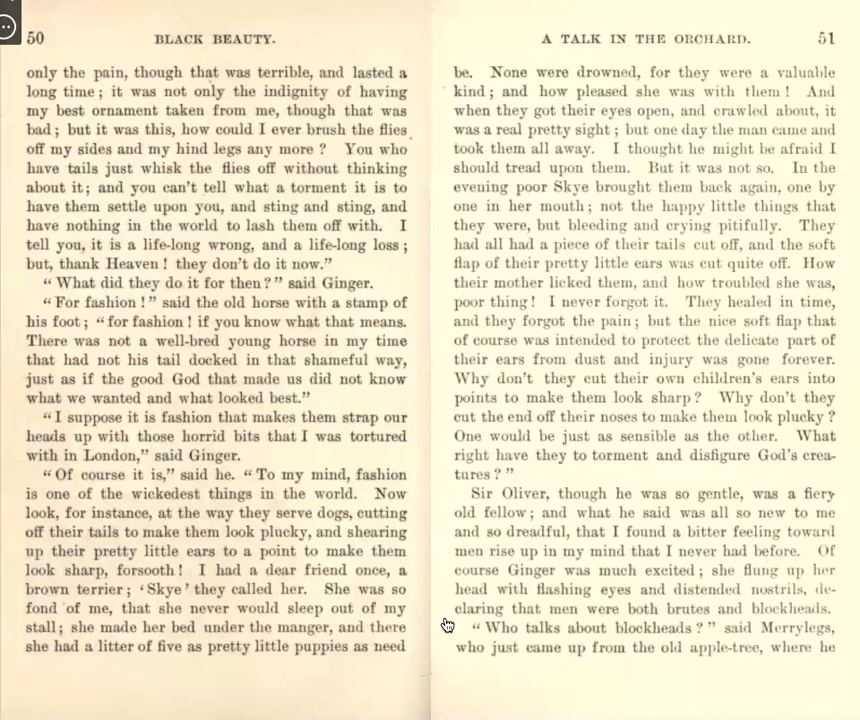 50
BLACK BEAUTY.
only the pain, though that was terrible, and lasted a
long time; it was not only the indignity of having
my best ornament taken from me, though that was
bad; but it was this, how could I ever brush the flies
off my sides and my hind legs any more? You who
have tails just whisk the flies off without thinking
about it; and you can't tell what a torment it is to
have them settle upon you, and sting and sting, and
have nothing in the world to lash them off with. I
tell you, it is a life-long wrong, and a life-long loss;
but, thank Heaven! they don't do it now."
"What did they do it for then?" said Ginger.
"For fashion!" said the old horse with a stamp of
his foot; "for fashion! if you know what that means.
There was not a well-bred young horse in my time
that had not his tail docked in that shameful way,
just as if the good God that made us did not know
what we wanted and what looked best."
"I suppose it is fashion that makes them strap our
heads up with those horrid bits that I was tortured
with in London," said Ginger.
"Of course it is," said he. "To my mind, fashion
is one of the wickedest things in the world. Now
look, for instance, at the way they serve dogs, cutting
off their tails to make them look plucky, and shearing
up their pretty little ears to a point to make them
look sharp, forsooth! I had a dear friend once, a
brown terrier; 'Skye' they called her. She was so
fond of me, that she never would sleep out of my
stall; she made her bed under the manger, and there
she had a litter of five as pretty little puppies as need
A TALK IN THE ORCHARD.
51
be. None were drowned, for they were a valuable
kind; and how pleased she was with them! And
when they got their eyes open, and crawled about, it
was a real pretty sight; but one day the man came and
took them all away. I thought he might be afraid I
should tread upon them. But it was not so. In the
evening poor Skye brought them back again, one by
one in her mouth; not the happy little things that
they were, but bleeding and crying pitifully. They
had all had a piece of their tails cut off, and the soft
flap of their pretty little ears was cut quite off. How
their mother licked them, and how troubled she was,
poor thing! I never forgot it. They healed in time,
and they forgot the pain; but the nice soft flap that
of course was intended to protect the delicate part of
their ears from dust and injury was gone forever.
Why don't they cut their own children's ears into
points to make them look sharp? Why don't they
cut the end off their noses to make them look plucky?
One would be just as sensible as the other. What
right have they to torment and disfigure God's crea-
tures?"
Sir Oliver, though he was so gentle, was a fiery
old fellow; and what he said was all so new to me
and so dreadful, that I found a bitter feeling toward
men rise up in my mind that I never had before. Of
course Ginger was much excited; she flung up her
head with flashing eyes and distended nostrils, de-
claring that men were both brutes and blockheads.
"Who talks about blockheads?" said Merrylegs,
who just came up from the old apple-tree, where he